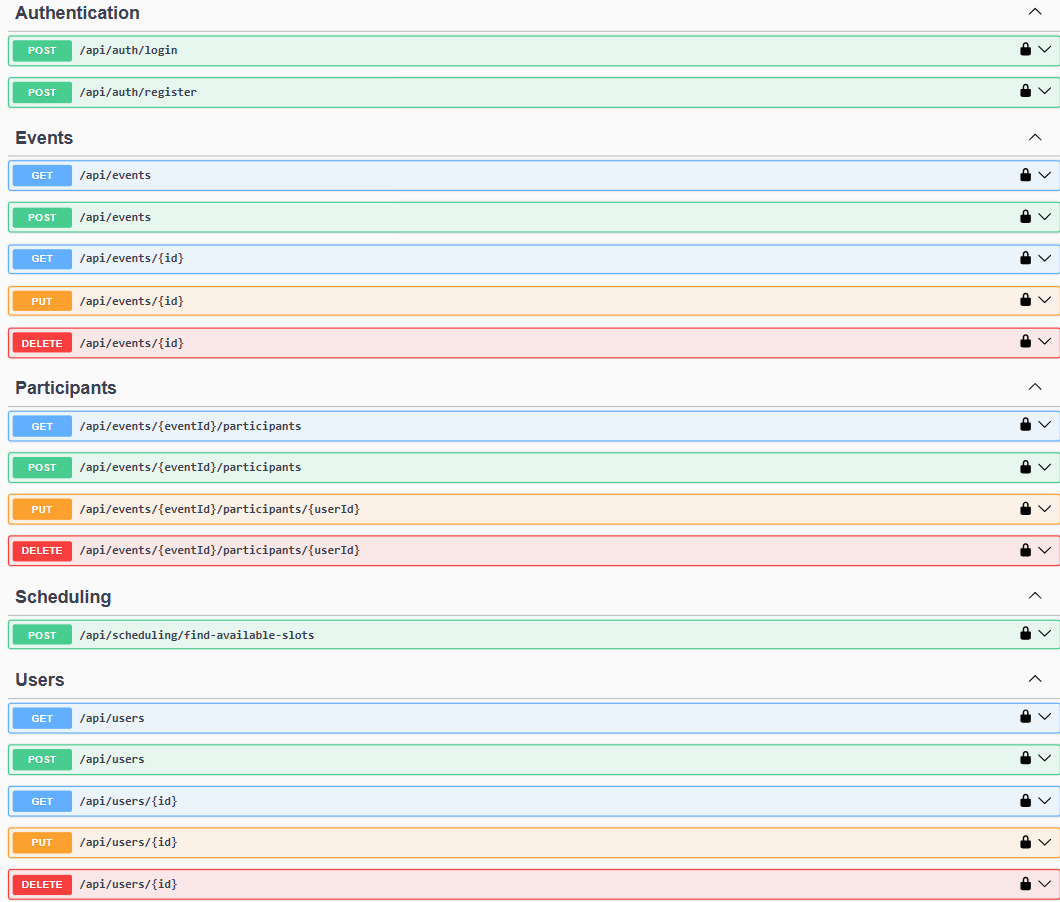 Authentication
POST /api/auth/login
POST /api/auth/register
Events
GET /api/events
POST /api/events
GET /api/events/{id}
PUT /api/events/{id}
DELETE /api/events/{id}
Participants
GET /api/events/{eventId}/participants
POST /api/events/{eventId}/participants
PUT /api/events/{eventId}/participants/{userId}
DELETE /api/events/{eventId}/participants/{userId}
Scheduling
POST /api/scheduling/find-available-slots
Users
GET /api/users
POST /api/users
GET /api/users/{id}
PUT /api/users/{id}
DELETE /api/users/{id}